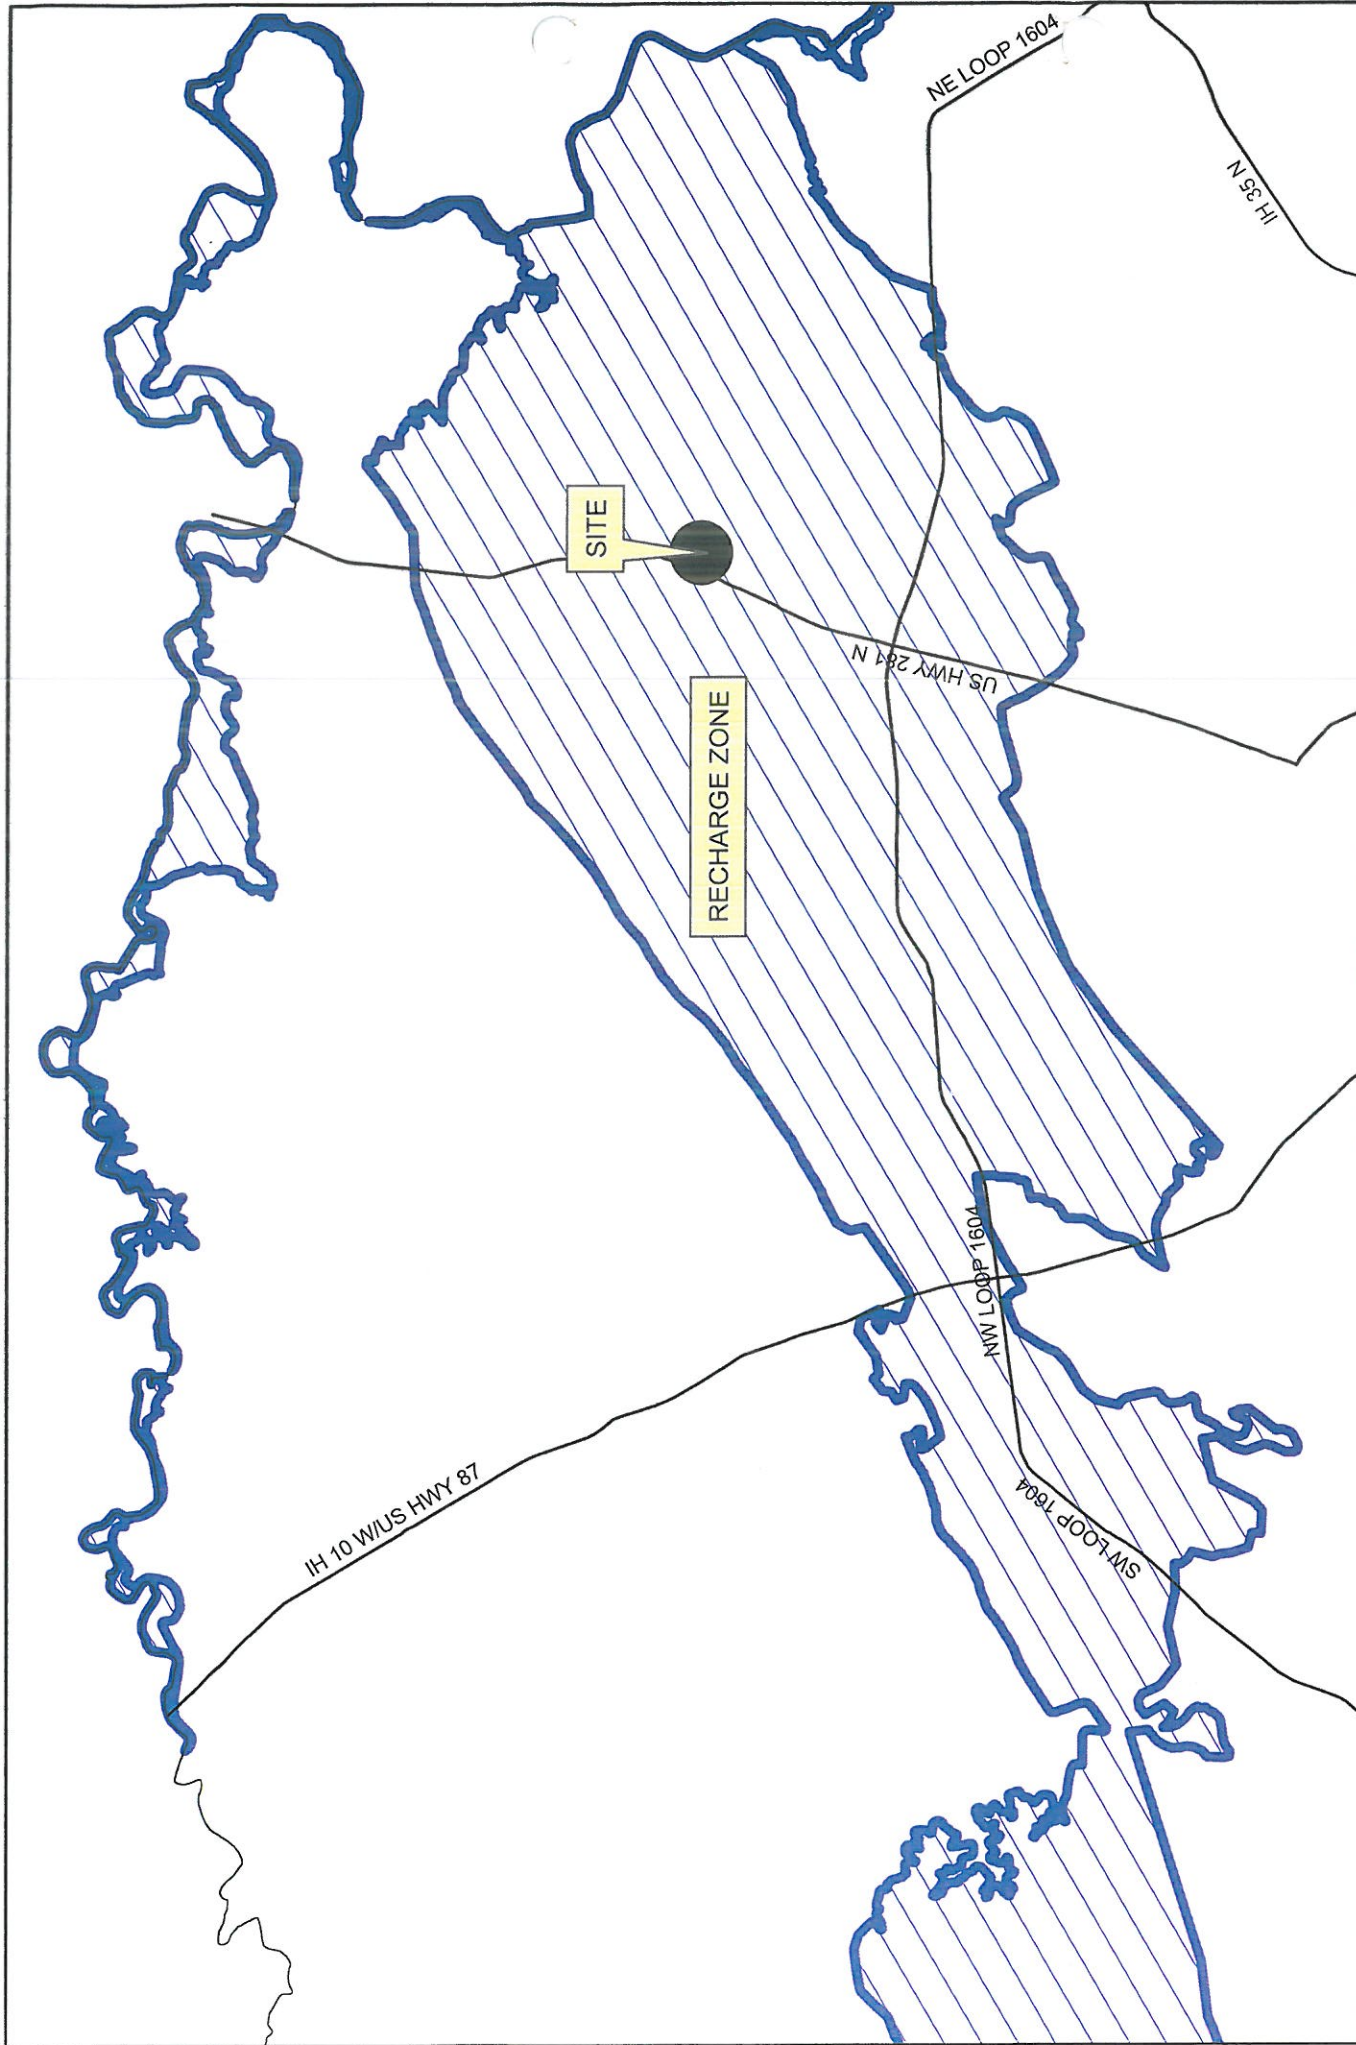 NE LOOP 1604
IH 35 N
SITE
US HWY 281 N
RECHARGE ZONE
NW LOOP 1604
IH 10 W/US HWY 87
SW LOOP 1604